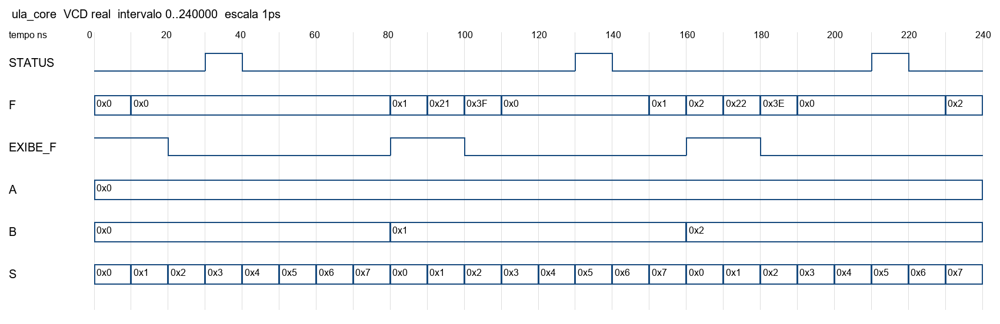 ula_core  VCD real  intervalo 0..240000  escala 1ps
tempo ns 0 20 40 60 80 100 120 140 160 180 200 220 240
STATUS
F 0x0 0x0 0x1 0x21 0x3F 0x0 0x1 0x2 0x22 0x3E 0x0 0x2
EXIBE_F
A 0x0
B 0x0 0x1 0x2
S 0x0 0x1 0x2 0x3 0x4 0x5 0x6 0x7 0x0 0x1 0x2 0x3 0x4 0x5 0x6 0x7 0x0 0x1 0x2 0x3 0x4 0x5 0x6 0x7